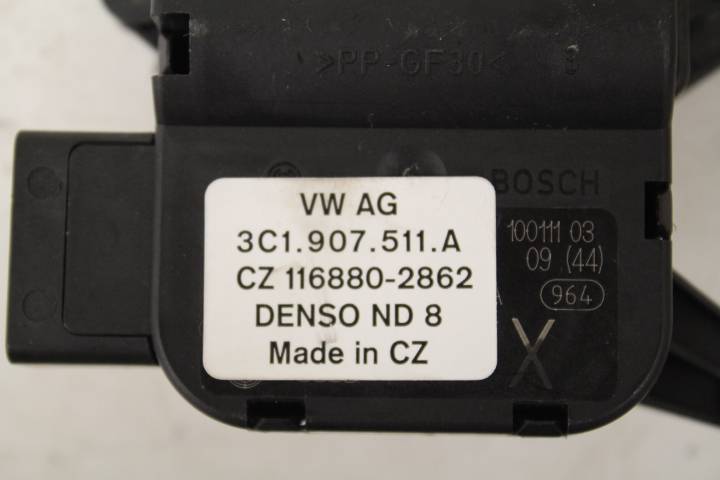 >PP-GF30<
BOSCH
VW AG
3C1.907.511.A
CZ 116880-2862
DENSO ND 8
Made in CZ
100111 03
09 (44)
964
X